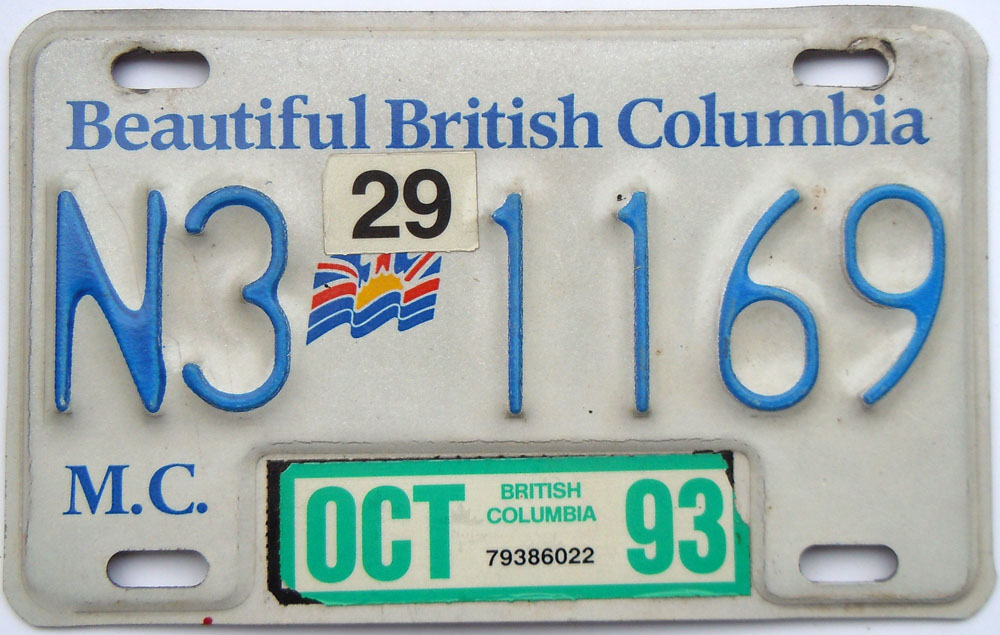 Beautiful British Columbia
29
N3 1169
M.C.
OCT BRITISH COLUMBIA 93
79386022